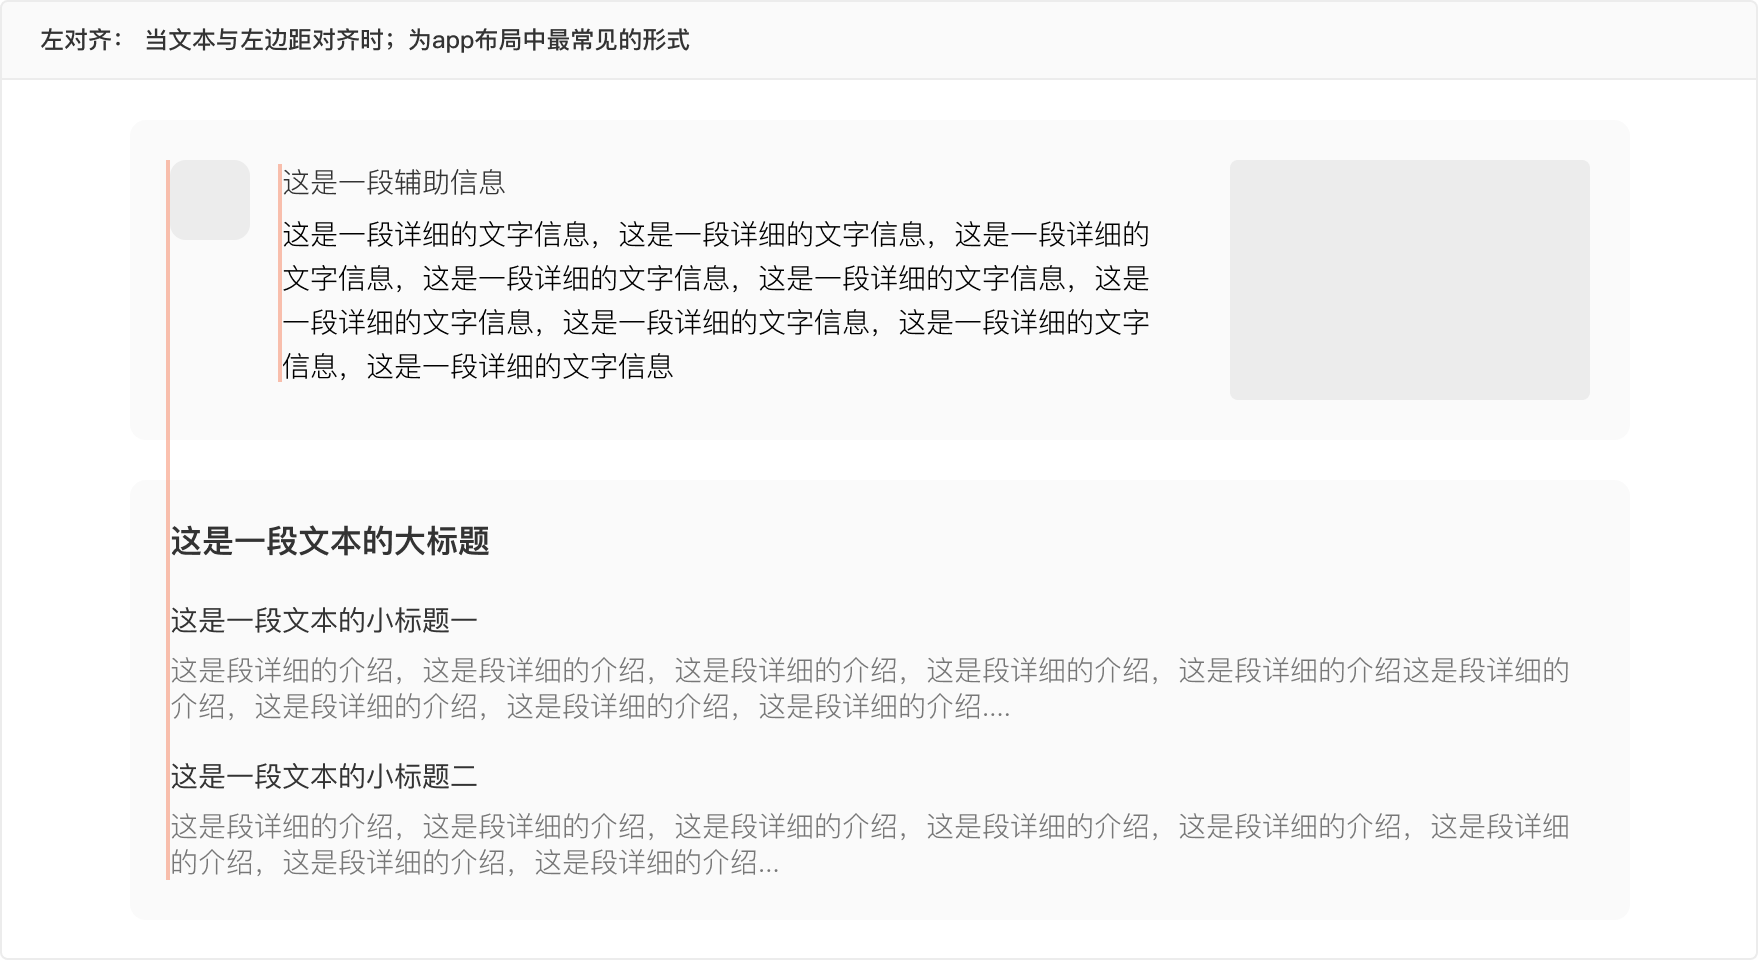 左对齐： 当文本与左边距对齐时；为app布局中最常见的形式
这是一段辅助信息
这是一段详细的文字信息，这是一段详细的文字信息，这是一段详细的
文字信息，这是一段详细的文字信息，这是一段详细的文字信息，这是
一段详细的文字信息，这是一段详细的文字信息，这是一段详细的文字
信息，这是一段详细的文字信息
这是一段文本的大标题
这是一段文本的小标题一
这是段详细的介绍，这是段详细的介绍，这是段详细的介绍，这是段详细的介绍，这是段详细的介绍这是段详细的
介绍，这是段详细的介绍，这是段详细的介绍，这是段详细的介绍....
这是一段文本的小标题二
这是段详细的介绍，这是段详细的介绍，这是段详细的介绍，这是段详细的介绍，这是段详细的介绍，这是段详细
的介绍，这是段详细的介绍，这是段详细的介绍...